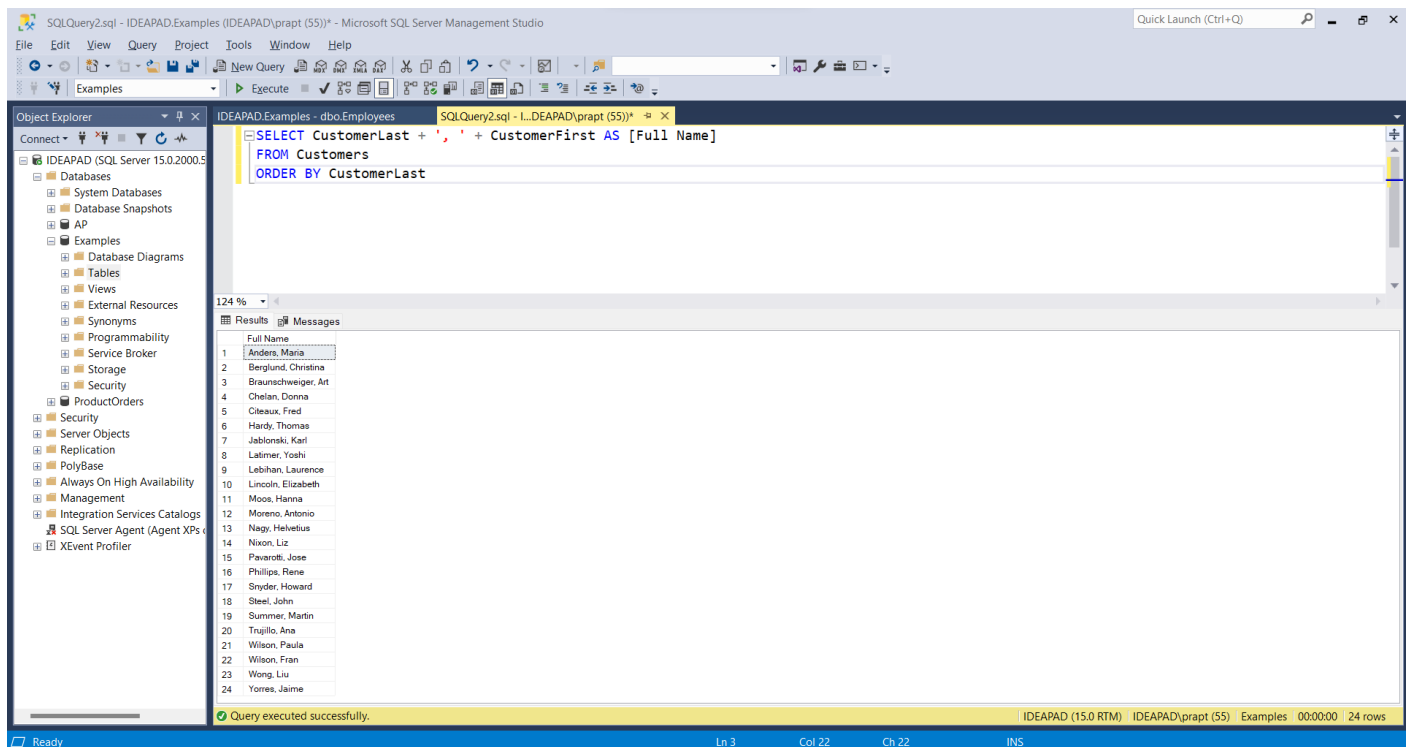 SQLQuery2.sql - IDEAPAD.Examples (IDEAPAD\prapt (55))* - Microsoft SQL Server Management Studio
Quick Launch (Ctrl+Q)
File Edit View Query Project Tools Window Help
New Query MDX DMX XMLA DAX
Examples Execute
Object Explorer
IDEAPAD.Examples - dbo.Employees
SQLQuery2.sql - I...DEAPAD\prapt (55))*
Connect
IDEAPAD (SQL Server 15.0.2000.5
Databases
System Databases
Database Snapshots
AP
Examples
Database Diagrams
Tables
Views
External Resources
Synonyms
Programmability
Service Broker
Storage
Security
ProductOrders
Security
Server Objects
Replication
PolyBase
Always On High Availability
Management
Integration Services Catalogs
SQL Server Agent (Agent XPs
XEvent Profiler
SELECT CustomerLast + ', ' + CustomerFirst AS [Full Name]
FROM Customers
ORDER BY CustomerLast
124 %
Results Messages
Full Name
1 Anders, Maria
2 Berglund, Christina
3 Braunschweiger, Art
4 Chelan, Donna
5 Citeaux, Fred
6 Hardy, Thomas
7 Jablonski, Karl
8 Latimer, Yoshi
9 Lebihan, Laurence
10 Lincoln, Elizabeth
11 Moos, Hanna
12 Moreno, Antonio
13 Nagy, Helvetius
14 Nixon, Liz
15 Pavarotti, Jose
16 Phillips, Rene
17 Snyder, Howard
18 Steel, John
19 Summer, Martin
20 Trujillo, Ana
21 Wilson, Paula
22 Wilson, Fran
23 Wong, Liu
24 Yorres, Jaime
Query executed successfully.
IDEAPAD (15.0 RTM) IDEAPAD\prapt (55) Examples 00:00:00 24 rows
Ready Ln 3 Col 22 Ch 22 INS